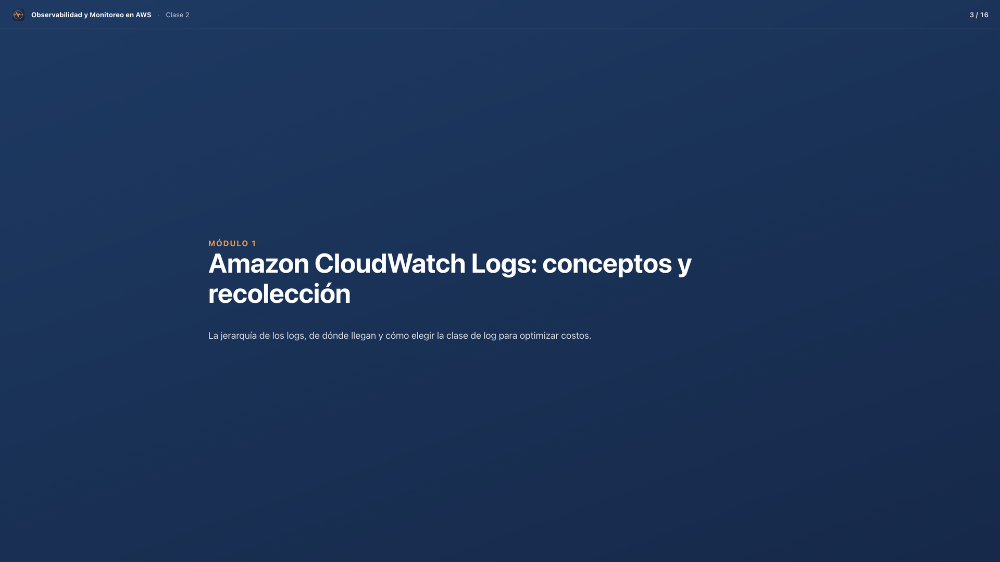 Observabilidad y Monitoreo en AWS · Clase 2
3 / 16
MÓDULO 1
Amazon CloudWatch Logs: conceptos y
recolección
La jerarquía de los logs, de dónde llegan y cómo elegir la clase de log para optimizar costos.